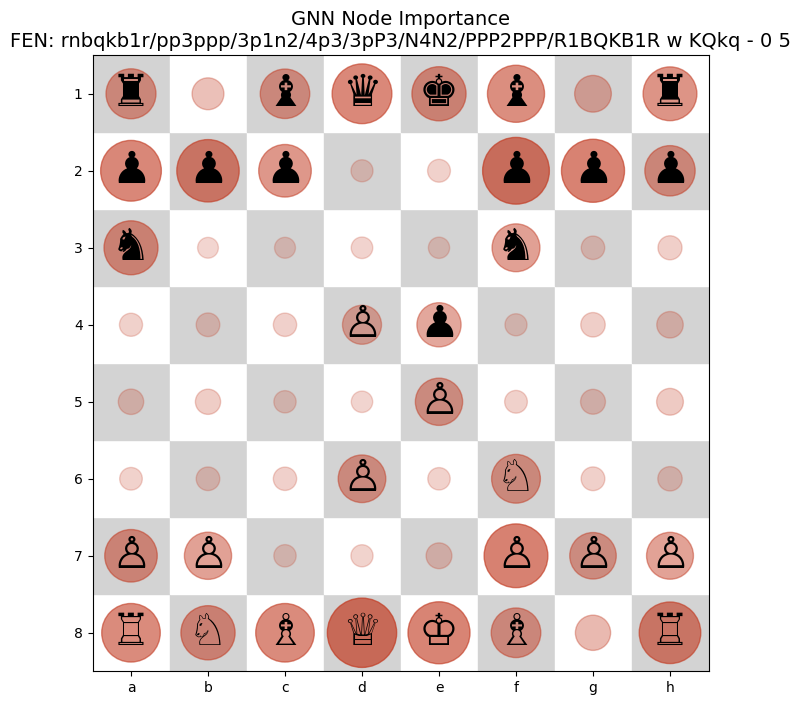 GNN Node Importance
FEN: rnbqkb1r/pp3ppp/3p1n2/4p3/3pP3/N4N2/PPP2PPP/R1BQKB1R w KQkq - 0 5
1
2
3
4
5
6
7
8
a b c d e f g h